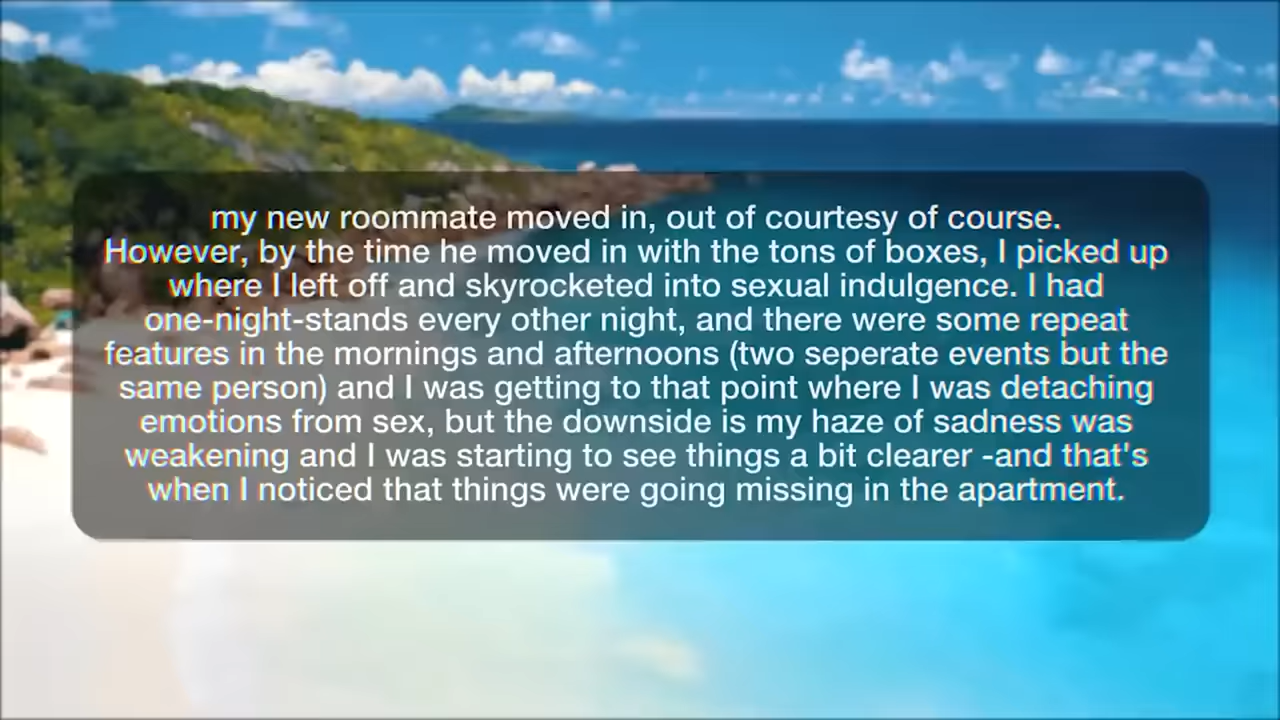 my new roommate moved in, out of courtesy of course.
However, by the time he moved in with the tons of boxes, I picked up
where I left off and skyrocketed into sexual indulgence. I had
one-night-stands every other night, and there were some repeat
features in the mornings and afternoons (two seperate events but the
same person) and I was getting to that point where I was detaching
emotions from sex, but the downside is my haze of sadness was
weakening and I was starting to see things a bit clearer -and that's
when I noticed that things were going missing in the apartment.